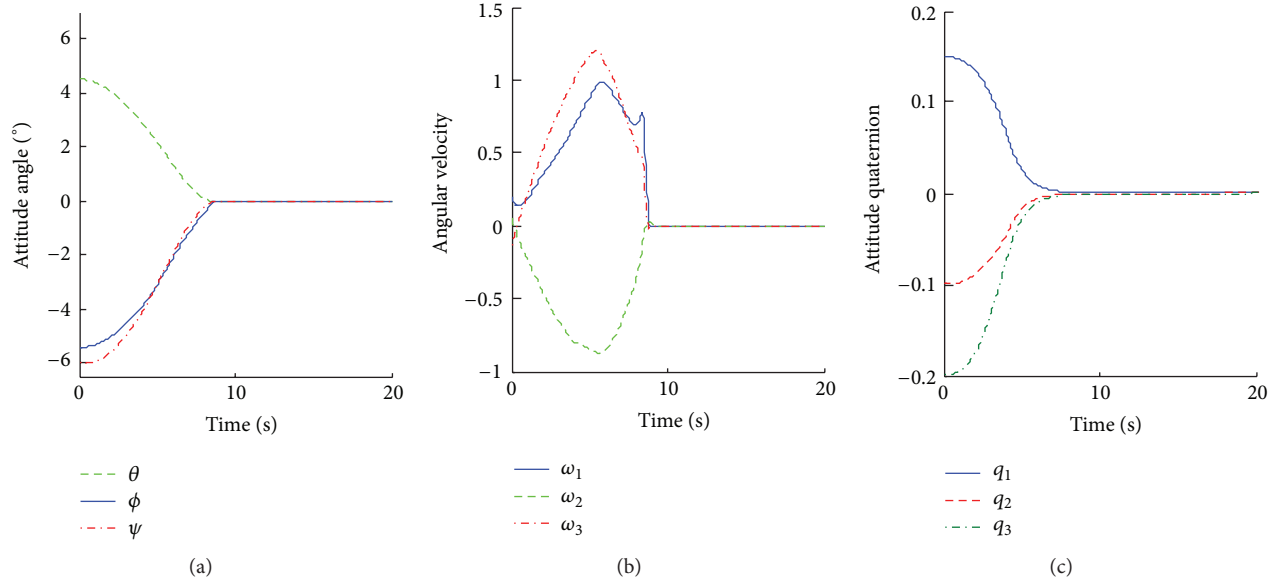 6
4
2
0
−2
−4
−6
Attitude angle (°)
0
10
20
Time (s)
θ
ϕ
ψ
(a)
1.5
1
0.5
0
−0.5
−1
Angular velocity
0
10
20
Time (s)
ω1
ω2
ω3
(b)
0.2
0.1
0
−0.1
−0.2
Attitude quaternion
0
10
20
Time (s)
q1
q2
q3
(c)